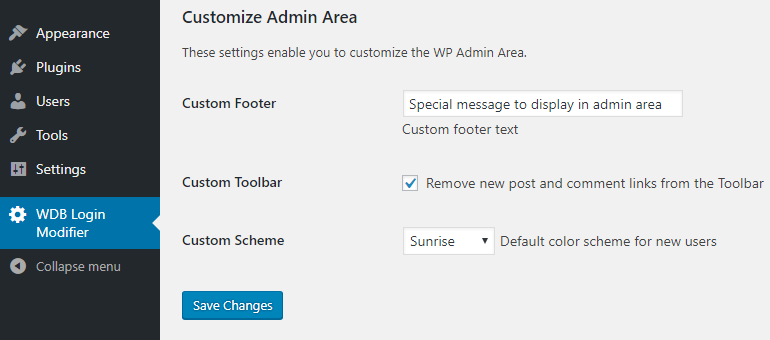 Appearance
Plugins
Users
Tools
Settings
WDB Login
Modifier
Collapse menu
Customize Admin Area
These settings enable you to customize the WP Admin Area.
Custom Footer
Special message to display in admin area
Custom footer text
Custom Toolbar
Remove new post and comment links from the Toolbar
Custom Scheme
Sunrise
Default color scheme for new users
Save Changes